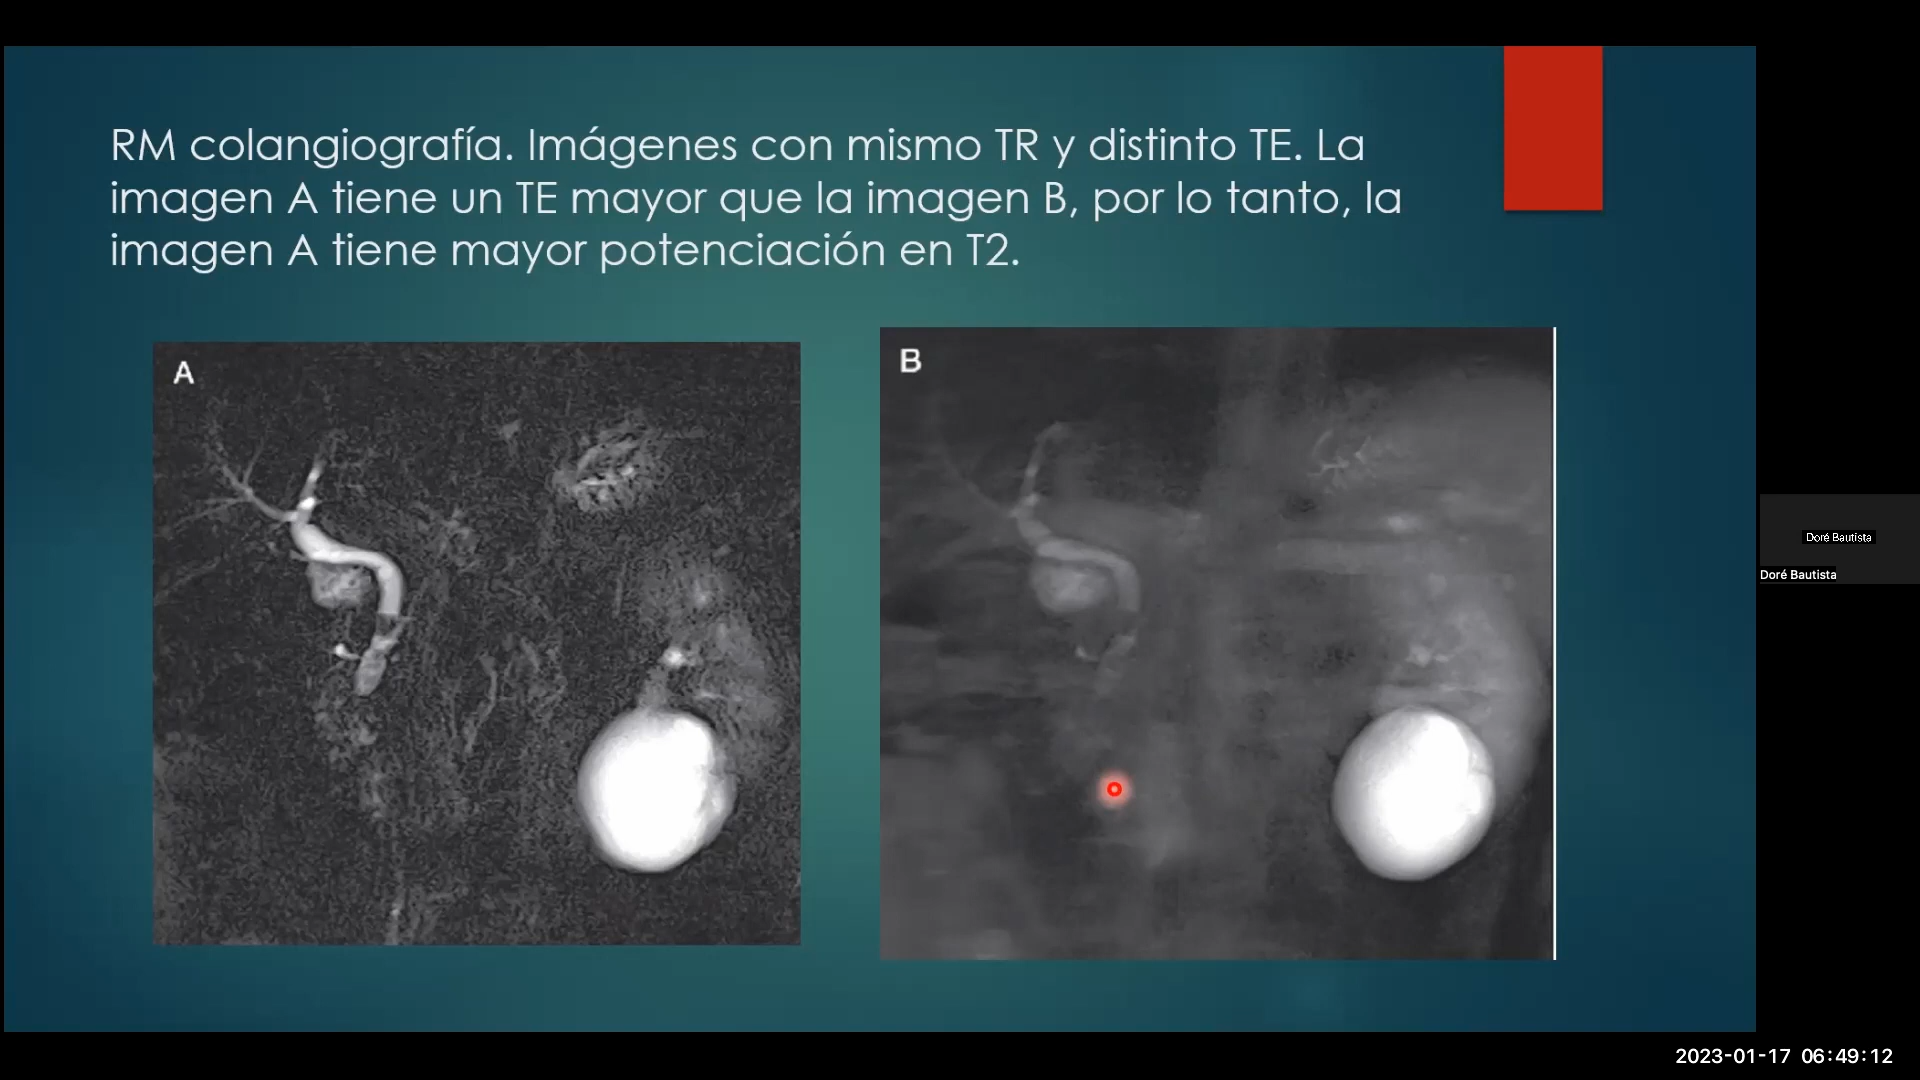 RM colangiografía. Imágenes con mismo TR y distinto TE. La
imagen A tiene un TE mayor que la imagen B, por lo tanto, la
imagen A tiene mayor potenciación en T2.
A
B
Doré Bautista
Doré Bautista
2023-01-17 06:49:12